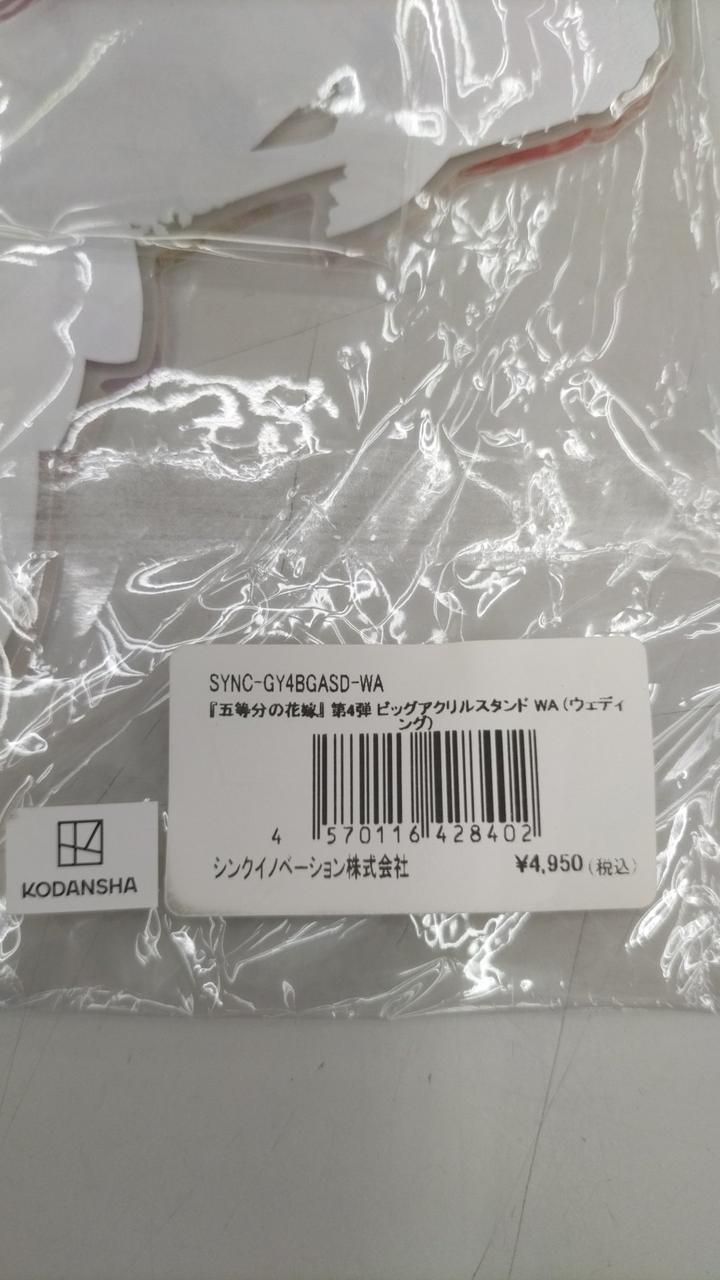 SYNC-GY4BGASD-WA
『五等分の花嫁』 第4弾 ビッグアクリルスタンド WA(ウェディ
ング)
4 570116 428402
シンクイノベーション株式会社 ¥4,950(税込)
KODANSHA